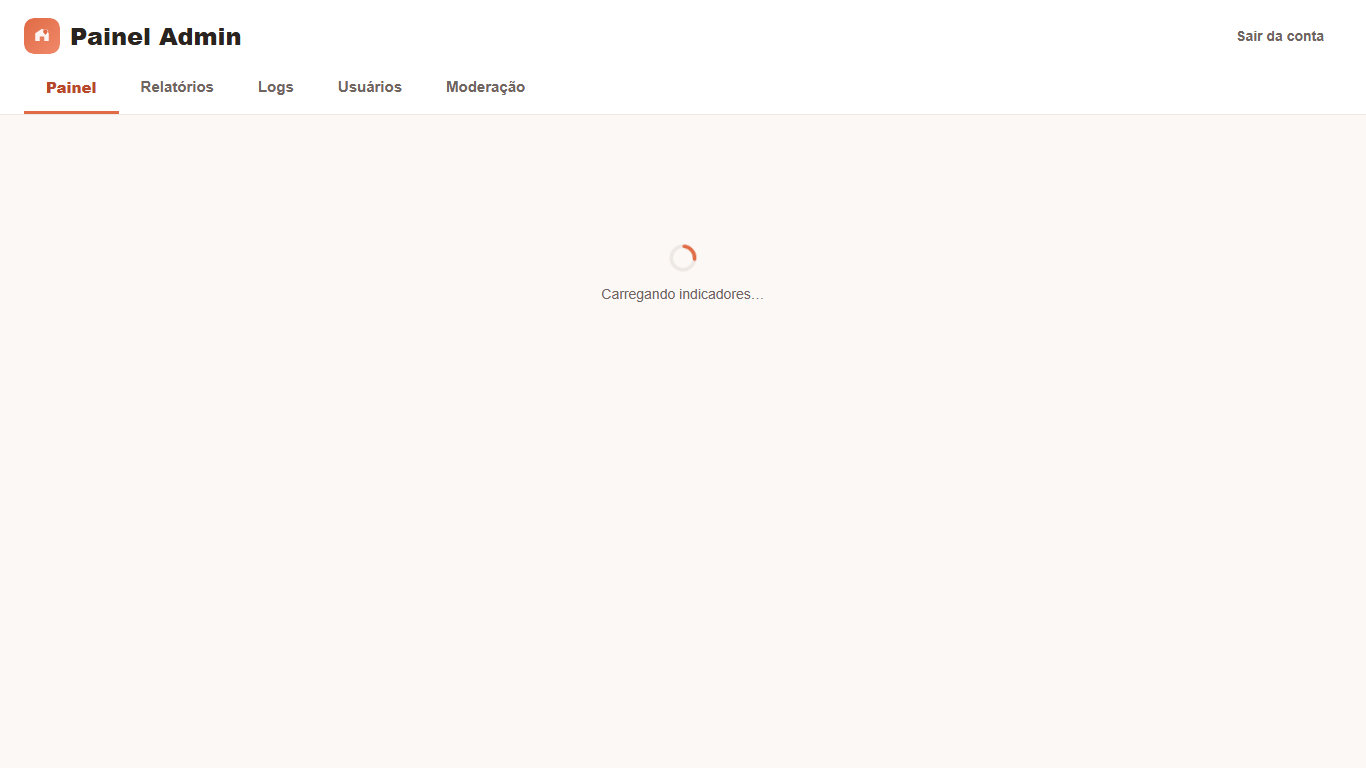 Painel Admin
Sair da conta
Painel
Relatórios
Logs
Usuários
Moderação
Carregando indicadores…